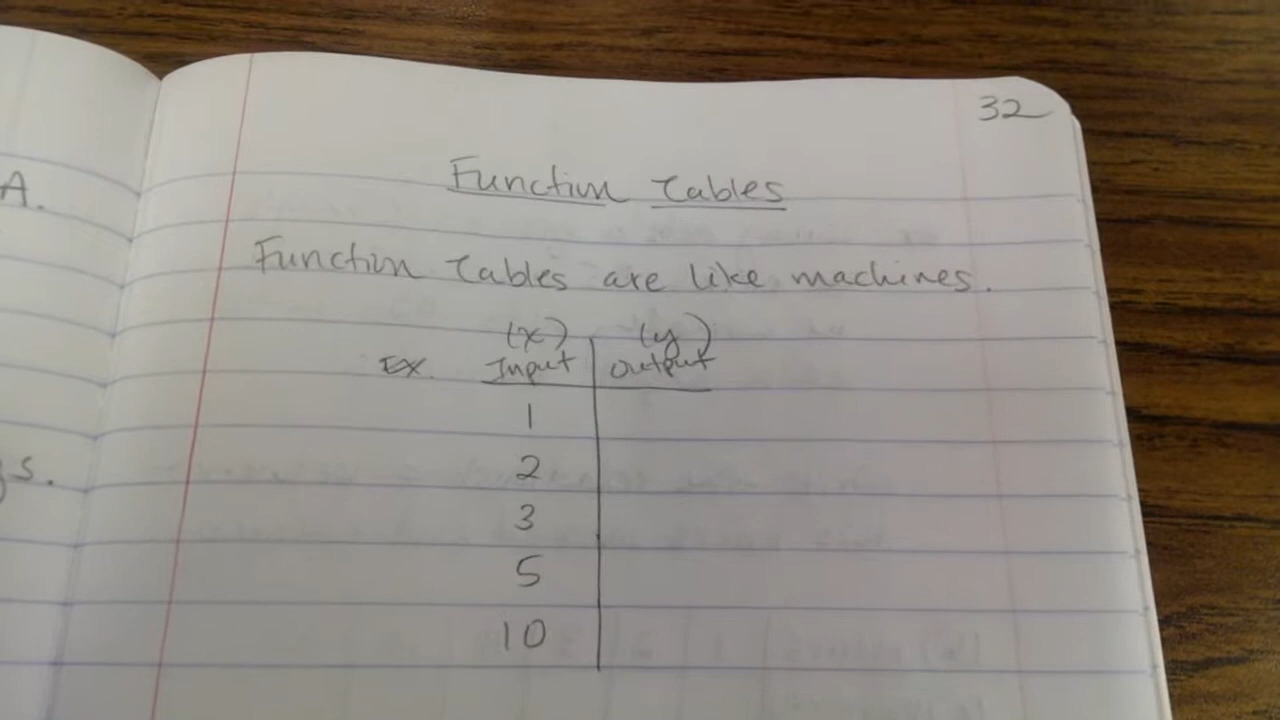 32
A.
Function Tables
Function Tables are like machines.
(x) (y)
EX. Input Output
1
2
s.
3
5
10